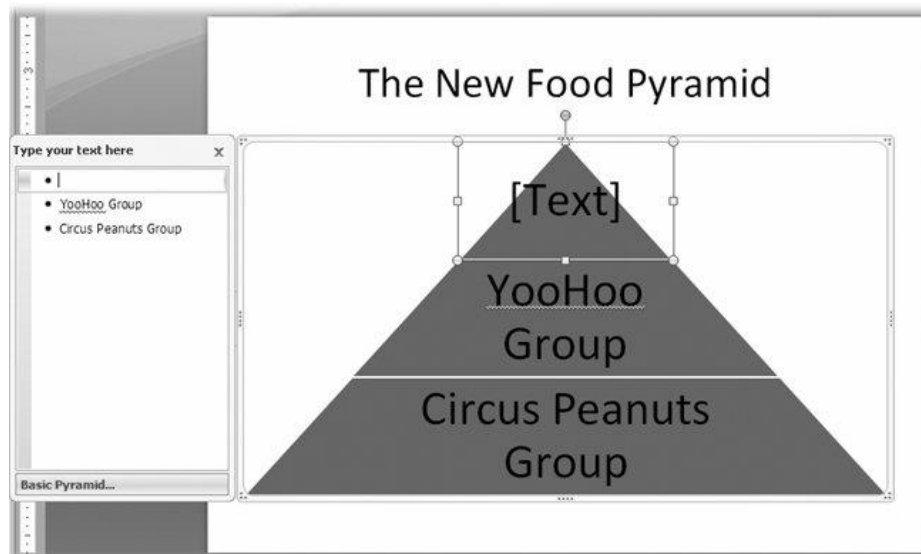 3
The New Food Pyramid
Type your text here X
[Text]
• YooHoo Group
• Circus Peanuts Group
YooHoo
Group
Circus Peanuts
Group
Basic Pyramid...